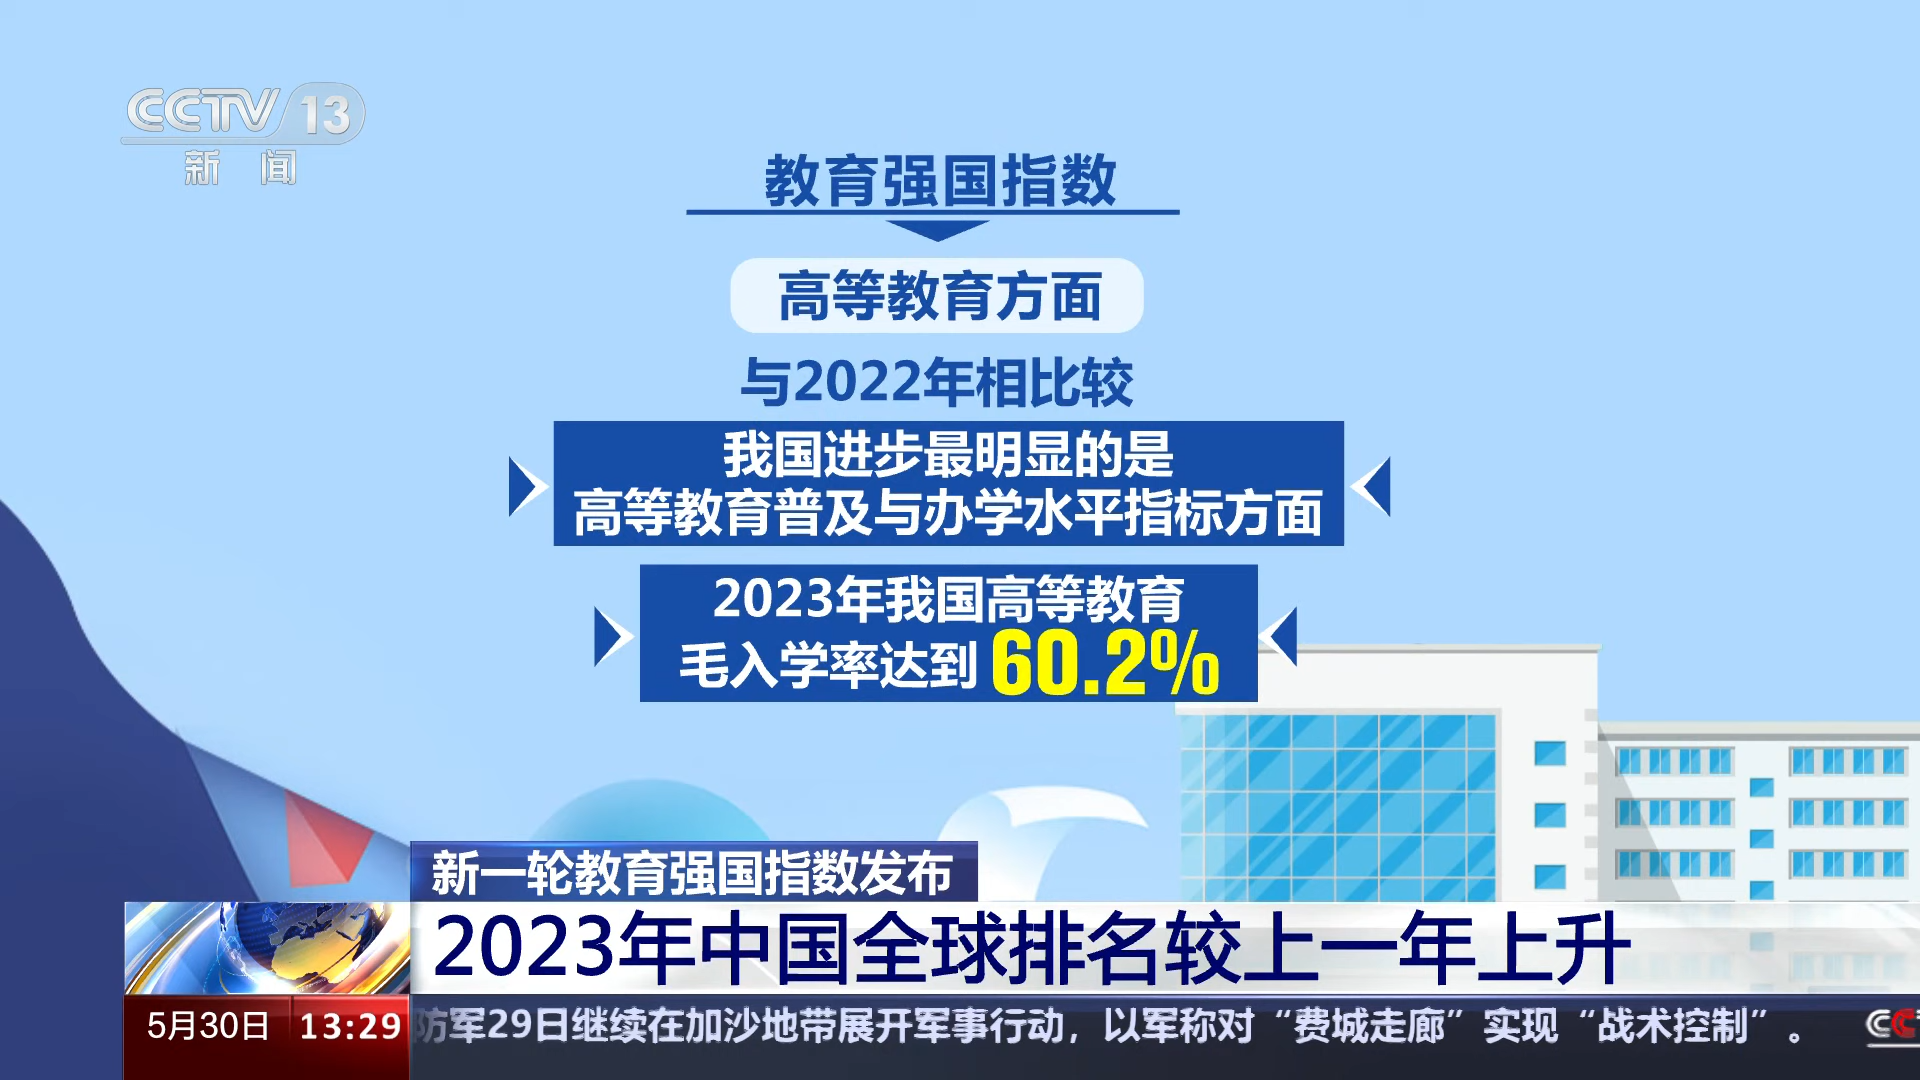 CCTV 13
新闻
教育强国指数
高等教育方面
与2022年相比较
我国进步最明显的是
高等教育普及与办学水平指标方面
2023年我国高等教育
毛入学率达到 60.2%
新一轮教育强国指数发布
2023年中国全球排名较上一年上升
5月30日 13:29
防军29日继续在加沙地带展开军事行动，以军称对“费城走廊”实现“战术控制”。